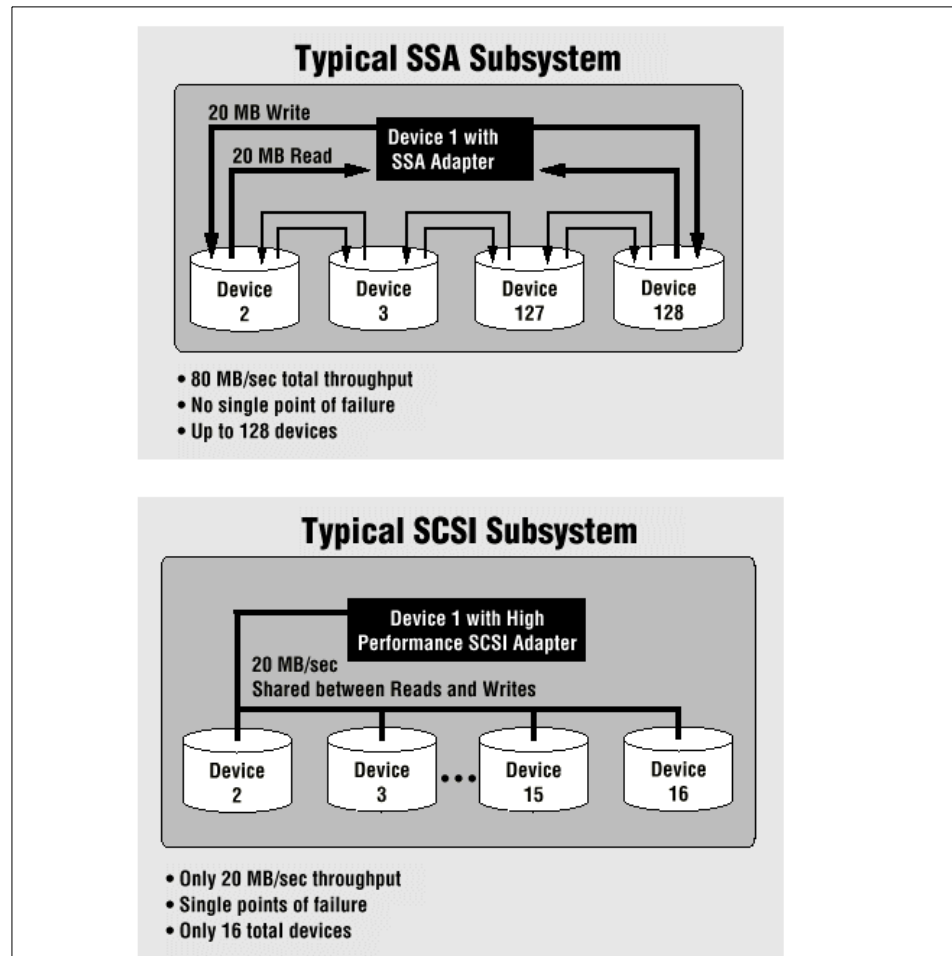 Typical SSA Subsystem
20 MB Write
Device 1 with
SSA Adapter
20 MB Read
Device
2
Device
3
Device
127
Device
128
• 80 MB/sec total throughput
• No single point of failure
• Up to 128 devices
Typical SCSI Subsystem
Device 1 with High
Performance SCSI Adapter
20 MB/sec
Shared between Reads and Writes
Device
2
Device
3
•••
Device
15
Device
16
• Only 20 MB/sec throughput
• Single points of failure
• Only 16 total devices